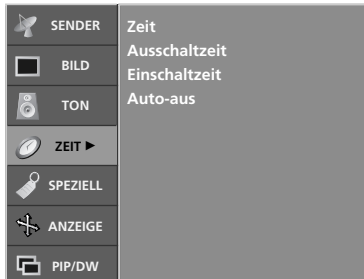 SENDER
BILD
TON
ZEIT ►
SPEZIELL
ANZEIGE
PIP/DW
Zeit
Ausschaltzeit
Einschaltzeit
Auto-aus